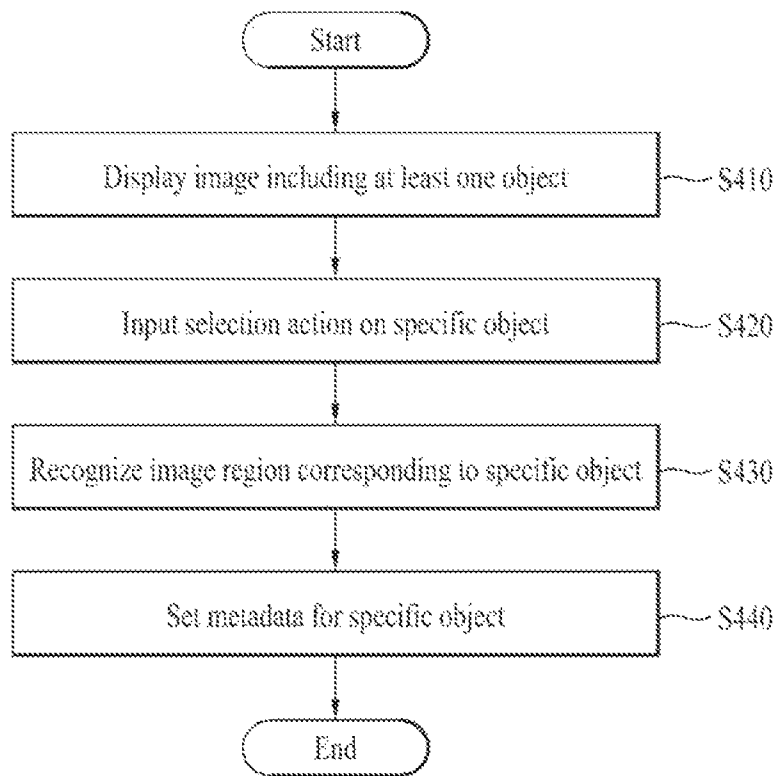 Start
Display image including at least one object
S410
Input selection action on specific object
S420
Recognize image region corresponding to specific object
S430
Set metadata for specific object
S440
End